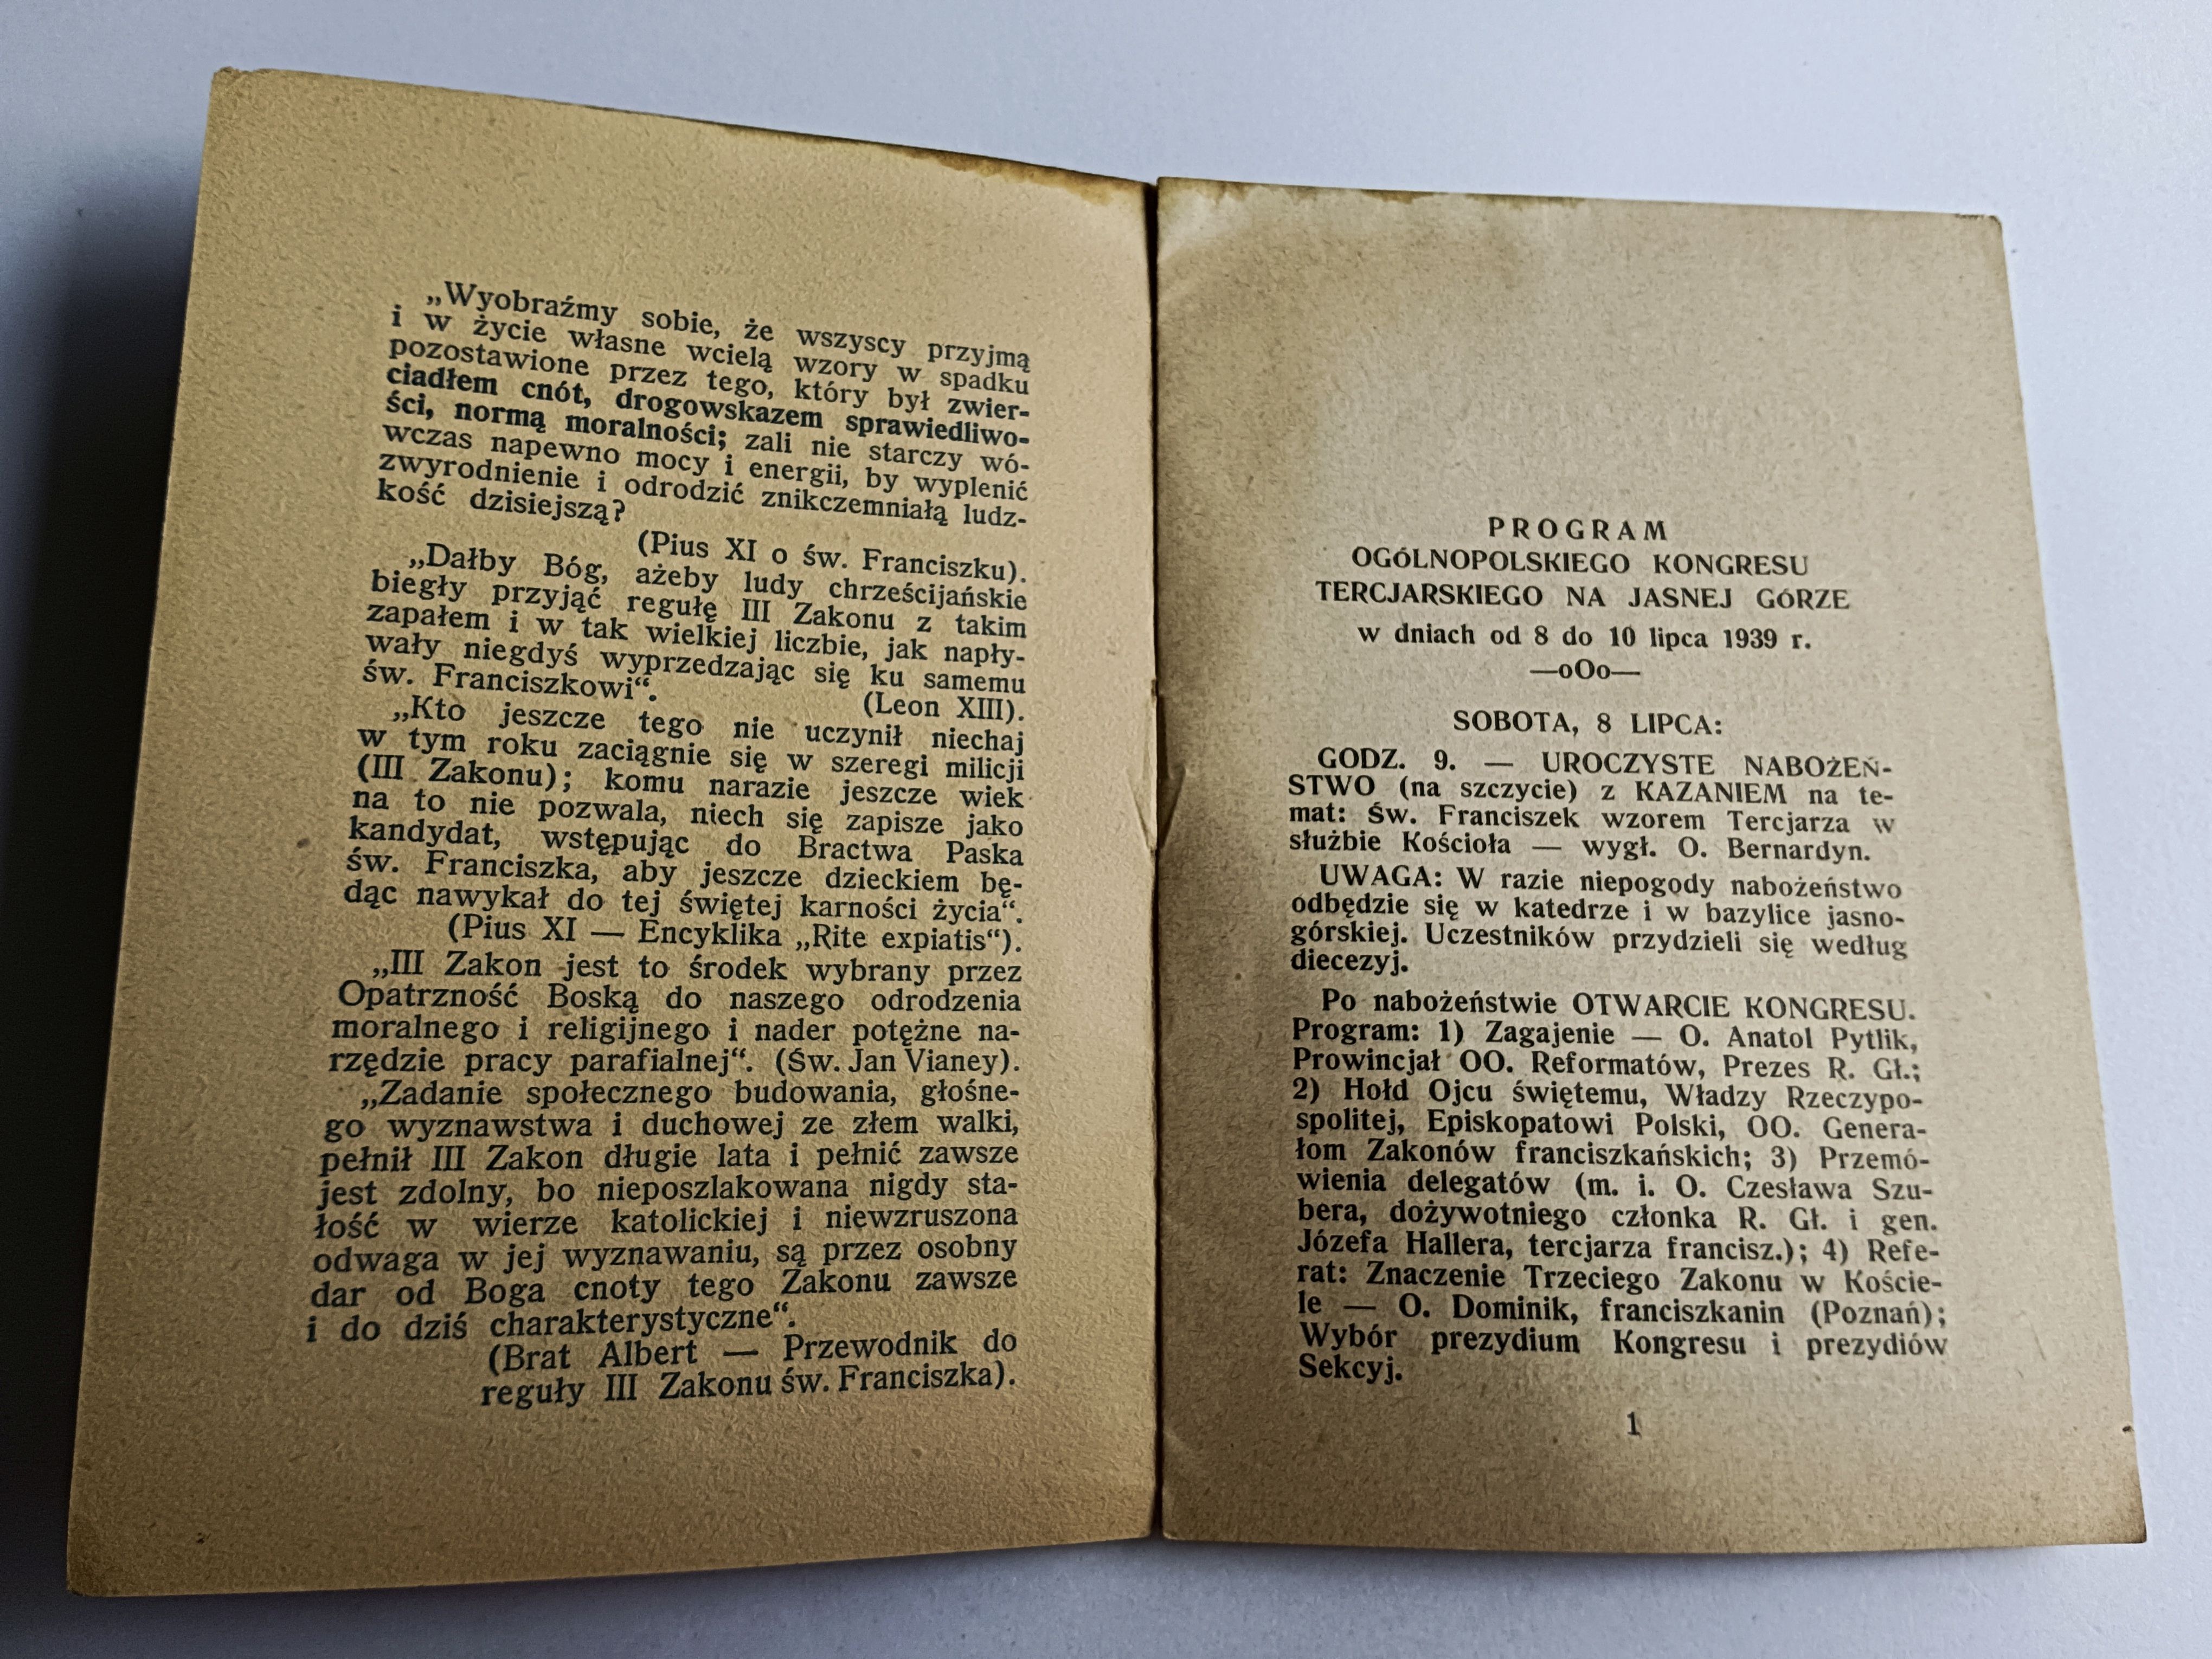 „Wyobraźmy sobie, że wszyscy przyjmą
i w życie własne wcielą wzory w spadku
pozostawione przez tego, który był zwier-
ciadłem cnót, drogowskazem sprawiedliwo-
ści, normą moralności; zali nie starczy wó-
wczas napewno mocy i energii, by wyplenić
zwyrodnienie i odrodzić znikczemniałą ludz-
kość dzisiejszą?
(Pius XI o św. Franciszku).
„Dałby Bóg, ażeby ludy chrześcijańskie
biegły przyjąć regułę III Zakonu z takim
zapałem i w tak wielkiej liczbie, jak napły-
wały niegdyś wyprzedzając się ku samemu
św. Franciszkowi“.
(Leon XIII).
„Kto jeszcze tego nie uczynił niechaj
w tym roku zaciągnie się w szeregi milicji
(III Zakonu); komu narazie jeszcze wiek
na to nie pozwala, niech się zapisze jako
kandydat, wstępując do Bractwa Paska
św. Franciszka, aby jeszcze dzieckiem bę-
dąc nawykał do tej świętej karności życia“.
(Pius XI — Encyklika „Rite expiatis“).
„III Zakon jest to środek wybrany przez
Opatrzność Boską do naszego odrodzenia
moralnego i religijnego i nader potężne na-
rzędzie pracy parafialnej“. (Św. Jan Vianey).
„Zadanie społecznego budowania, głośne-
go wyznawstwa i duchowej ze złem walki,
pełnił III Zakon długie lata i pełnić zawsze
jest zdolny, bo nieposzlakowana nigdy sta-
łość w wierze katolickiej i niewzruszona
odwaga w jej wyznawaniu, są przez osobny
dar od Boga cnoty tego Zakonu zawsze
i do dziś charakterystyczne“.
(Brat Albert — Przewodnik do
reguły III Zakonu św. Franciszka).
PROGRAM
OGÓLNOPOLSKIEGO KONGRESU
TERCJARSKIEGO NA JASNEJ GÓRZE
w dniach od 8 do 10 lipca 1939 r.
—oOo—
SOBOTA, 8 LIPCA:
GODZ. 9. — UROCZYSTE NABOŻEŃ-
STWO (na szczycie) z KAZANIEM na te-
mat: Św. Franciszek wzorem Tercjarza w
służbie Kościoła — wygł. O. Bernardyn.
UWAGA: W razie niepogody nabożeństwo
odbędzie się w katedrze i w bazylice jasno-
górskiej. Uczestników przydzieli się według
diecezyj.
Po nabożeństwie OTWARCIE KONGRESU.
Program: 1) Zagajenie — O. Anatol Pytlik,
Prowincjał OO. Reformatów, Prezes R. Gł.;
2) Hołd Ojcu świętemu, Władzy Rzeczypo-
spolitej, Episkopatowi Polski, OO. Genera-
łom Zakonów franciszkańskich; 3) Przemó-
wienia delegatów (m. i. O. Czesława Szu-
bera, dożywotniego członka R. Gł. i gen.
Józefa Hallera, tercjarza francisz.); 4) Refe-
rat: Znaczenie Trzeciego Zakonu w Koście-
le — O. Dominik, franciszkanin (Poznań);
Wybór prezydium Kongresu i prezydiów
Sekcyj.
1